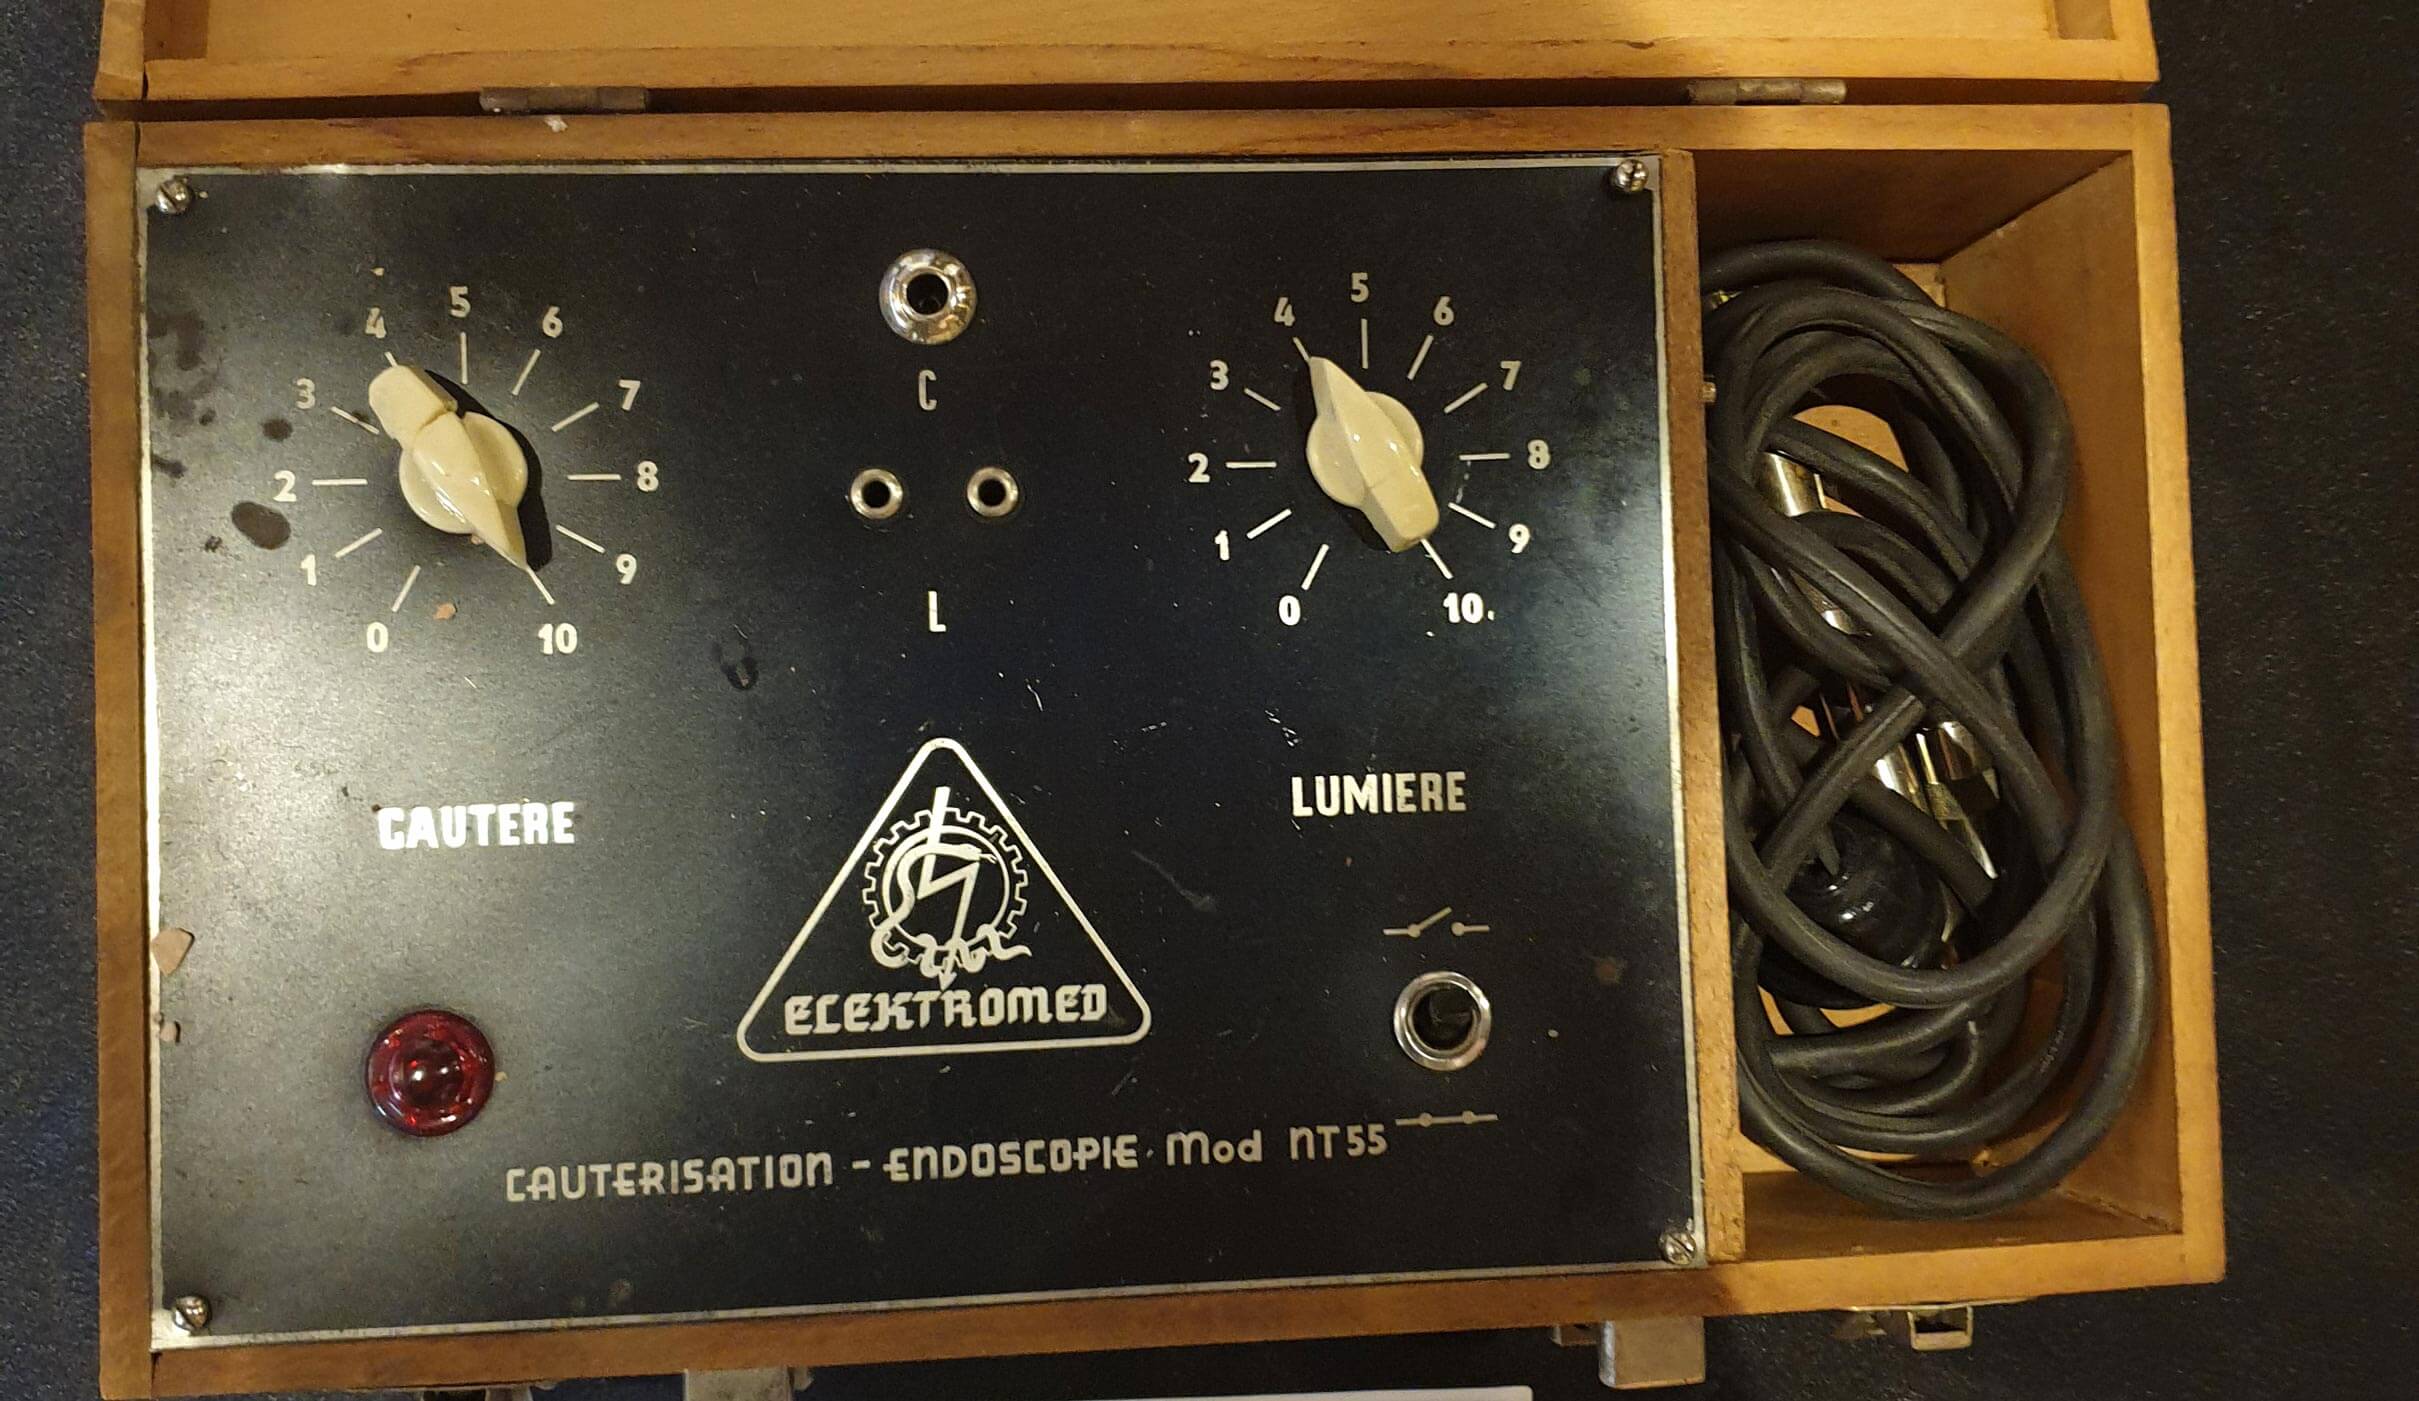 0 1 2 3 4 5 6 7 8 9 10
C
L
0 1 2 3 4 5 6 7 8 9 10
CAUTERE
LUMIERE
ELEKTROMED
CAUTERISATION - ENDOSCOPIE · Mod NT55